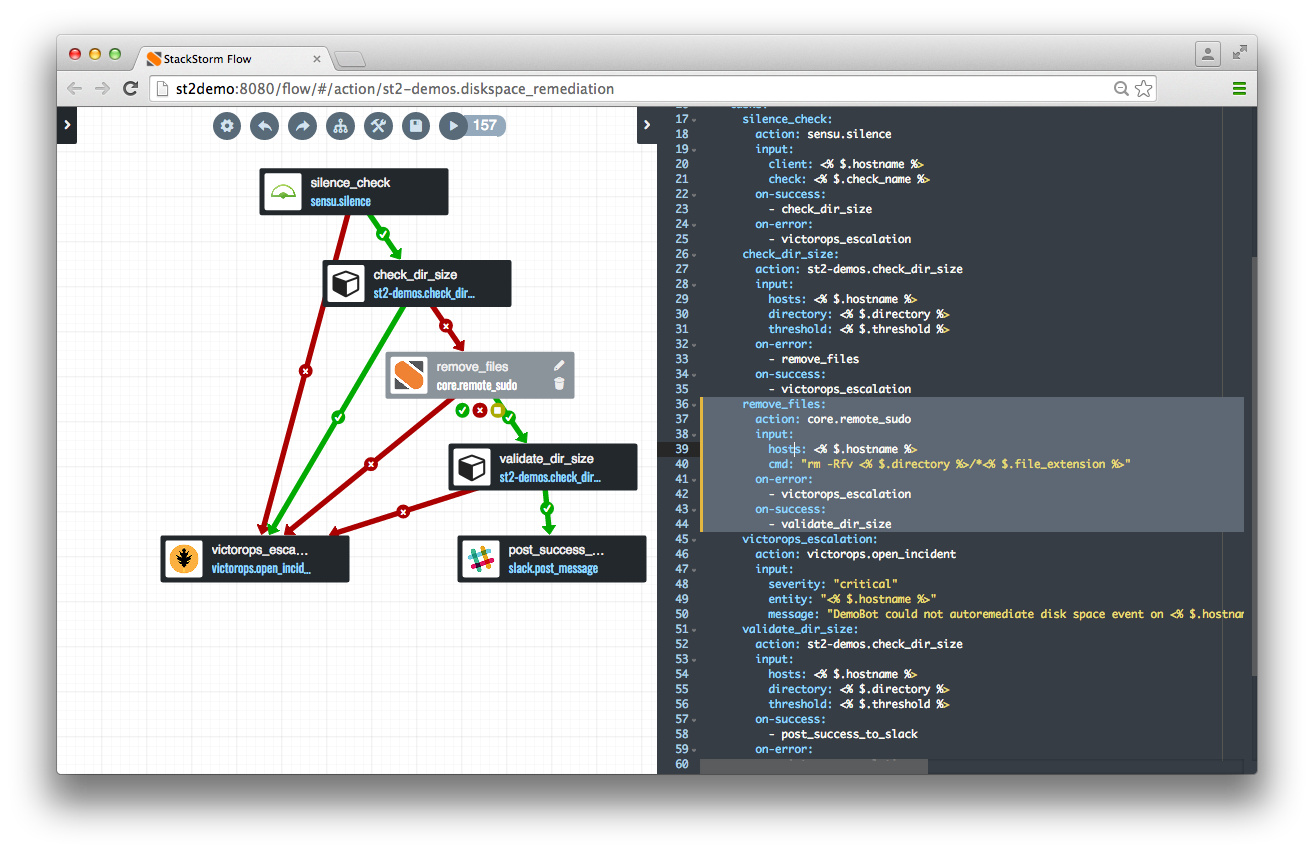 StackStorm Flow
st2demo:8080/flow/#/action/st2-demos.diskspace_remediation
157
silence_check
sensu.silence
check_dir_size
st2-demos.check_dir...
remove_files
core.remote_sudo
validate_dir_size
st2-demos.check_dir...
victorops_esca...
victorops.open_incid...
post_success_...
slack.post_message
17 silence_check:
18 action: sensu.silence
19 input:
20 client: <% $.hostname %>
21 check: <% $.check_name %>
22 on-success:
23 - check_dir_size
24 on-error:
25 - victorops_escalation
26 check_dir_size:
27 action: st2-demos.check_dir_size
28 input:
29 hosts: <% $.hostname %>
30 directory: <% $.directory %>
31 threshold: <% $.threshold %>
32 on-error:
33 - remove_files
34 on-success:
35 - victorops_escalation
36 remove_files:
37 action: core.remote_sudo
38 input:
39 hosts: <% $.hostname %>
40 cmd: "rm -Rfv <% $.directory %>/*<% $.file_extension %>"
41 on-error:
42 - victorops_escalation
43 on-success:
44 - validate_dir_size
45 victorops_escalation:
46 action: victorops.open_incident
47 input:
48 severity: "critical"
49 entity: "<% $.hostname %>"
50 message: "DemoBot could not autoremediate disk space event on <% $.hostnam
51 validate_dir_size:
52 action: st2-demos.check_dir_size
53 input:
54 hosts: <% $.hostname %>
55 directory: <% $.directory %>
56 threshold: <% $.threshold %>
57 on-success:
58 - post_success_to_slack
59 on-error:
60